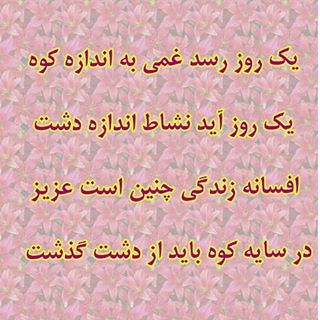 یک روز رسد غمی به اندازه کوه
یک روز آید نشاط اندازه دشت
افسانه زندگی چنین است عزیز
در سایه کوه باید از دشت گذشت